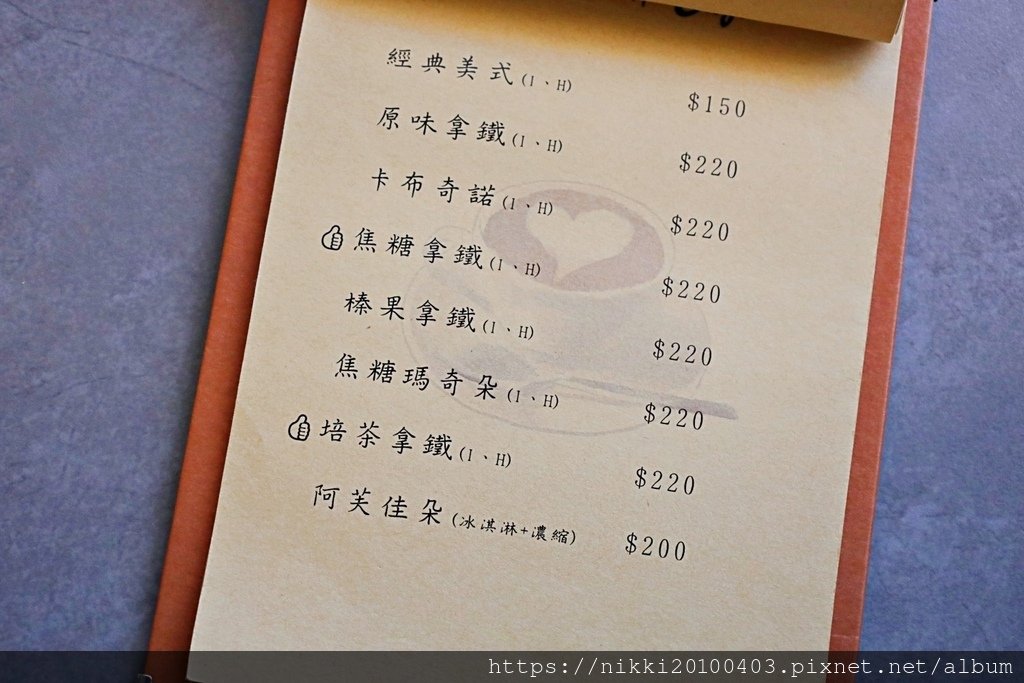 經典美式(I、H) $150
原味拿鐵(I、H) $220
卡布奇諾(I、H) $220
焦糖拿鐵(I、H) $220
榛果拿鐵(I、H) $220
焦糖瑪奇朵(I、H) $220
培茶拿鐵(I、H) $220
阿芙佳朵(冰淇淋+濃縮) $200
https://nikki20100403.pixnet.net/album